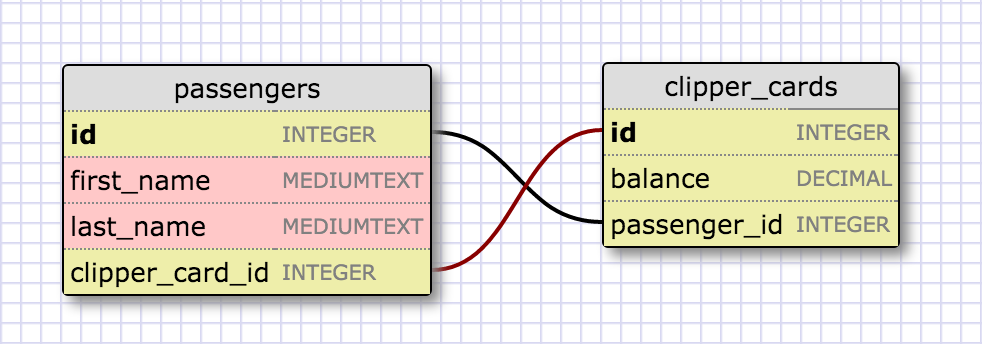 passengers
id INTEGER
first_name MEDIUMTEXT
last_name MEDIUMTEXT
clipper_card_id INTEGER
clipper_cards
id INTEGER
balance DECIMAL
passenger_id INTEGER